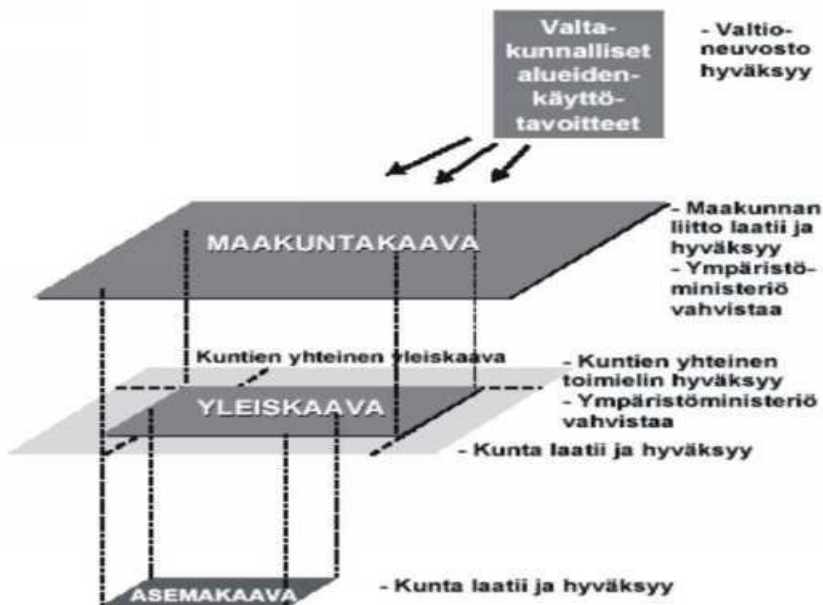 Valta-
kunnalliset
alueiden-
käyttö-
tavoitteet
- Valtio-
neuvosto
hyväksyy
MAAKUNTAKAAVA
- Maakunnan
liitto laatii ja
hyväksyy
- Ympäristö-
ministeriö
vahvistaa
Kuntien yhteinen yleiskaava
- Kuntien yhteinen
toimielin hyväksyy
- Ympäristöministeriö
vahvistaa
YLEISKAAVA
- Kunta laatii ja hyväksyy
ASEMAKAAVA
- Kunta laatii ja hyväksyy